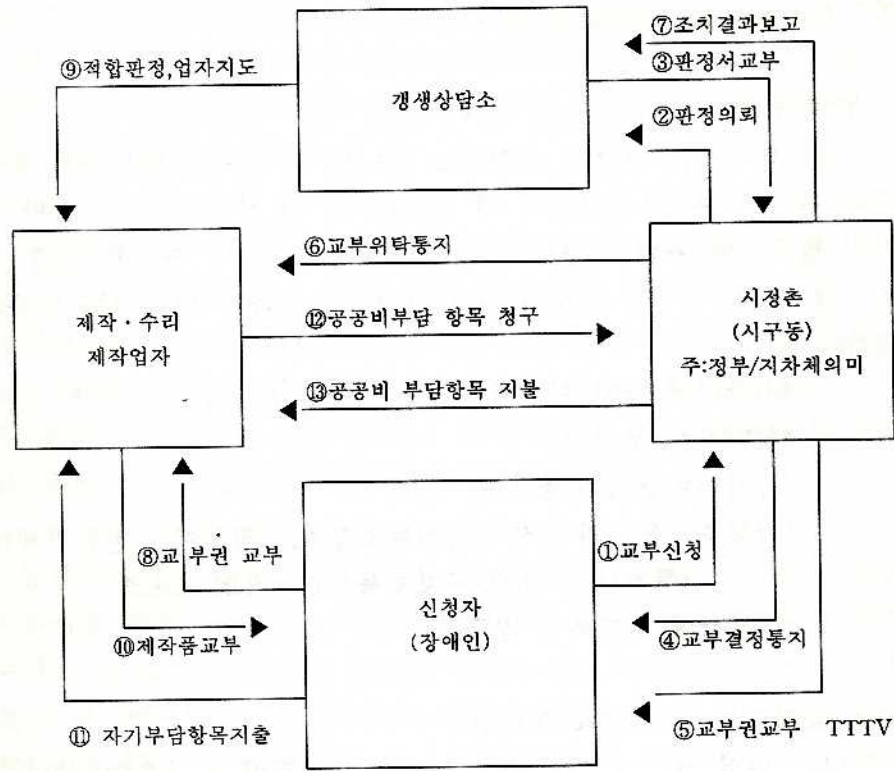 ⑦조치결과보고
⑨적합판정,업자지도
③판정서교부
갱생상담소
②판정의뢰
⑥교부위탁통지
시정촌
(시구동)
주:정부/지차체의미
제작·수리
제작업자
⑫공공비부담 항목 청구
⑬공공비 부담항목 지불
⑧교 부권 교부
①교부신청
신청자
(장애인)
⑩제작품교부
④교부결정통지
⑪ 자기부담항목지출
⑤교부권교부 TTTV